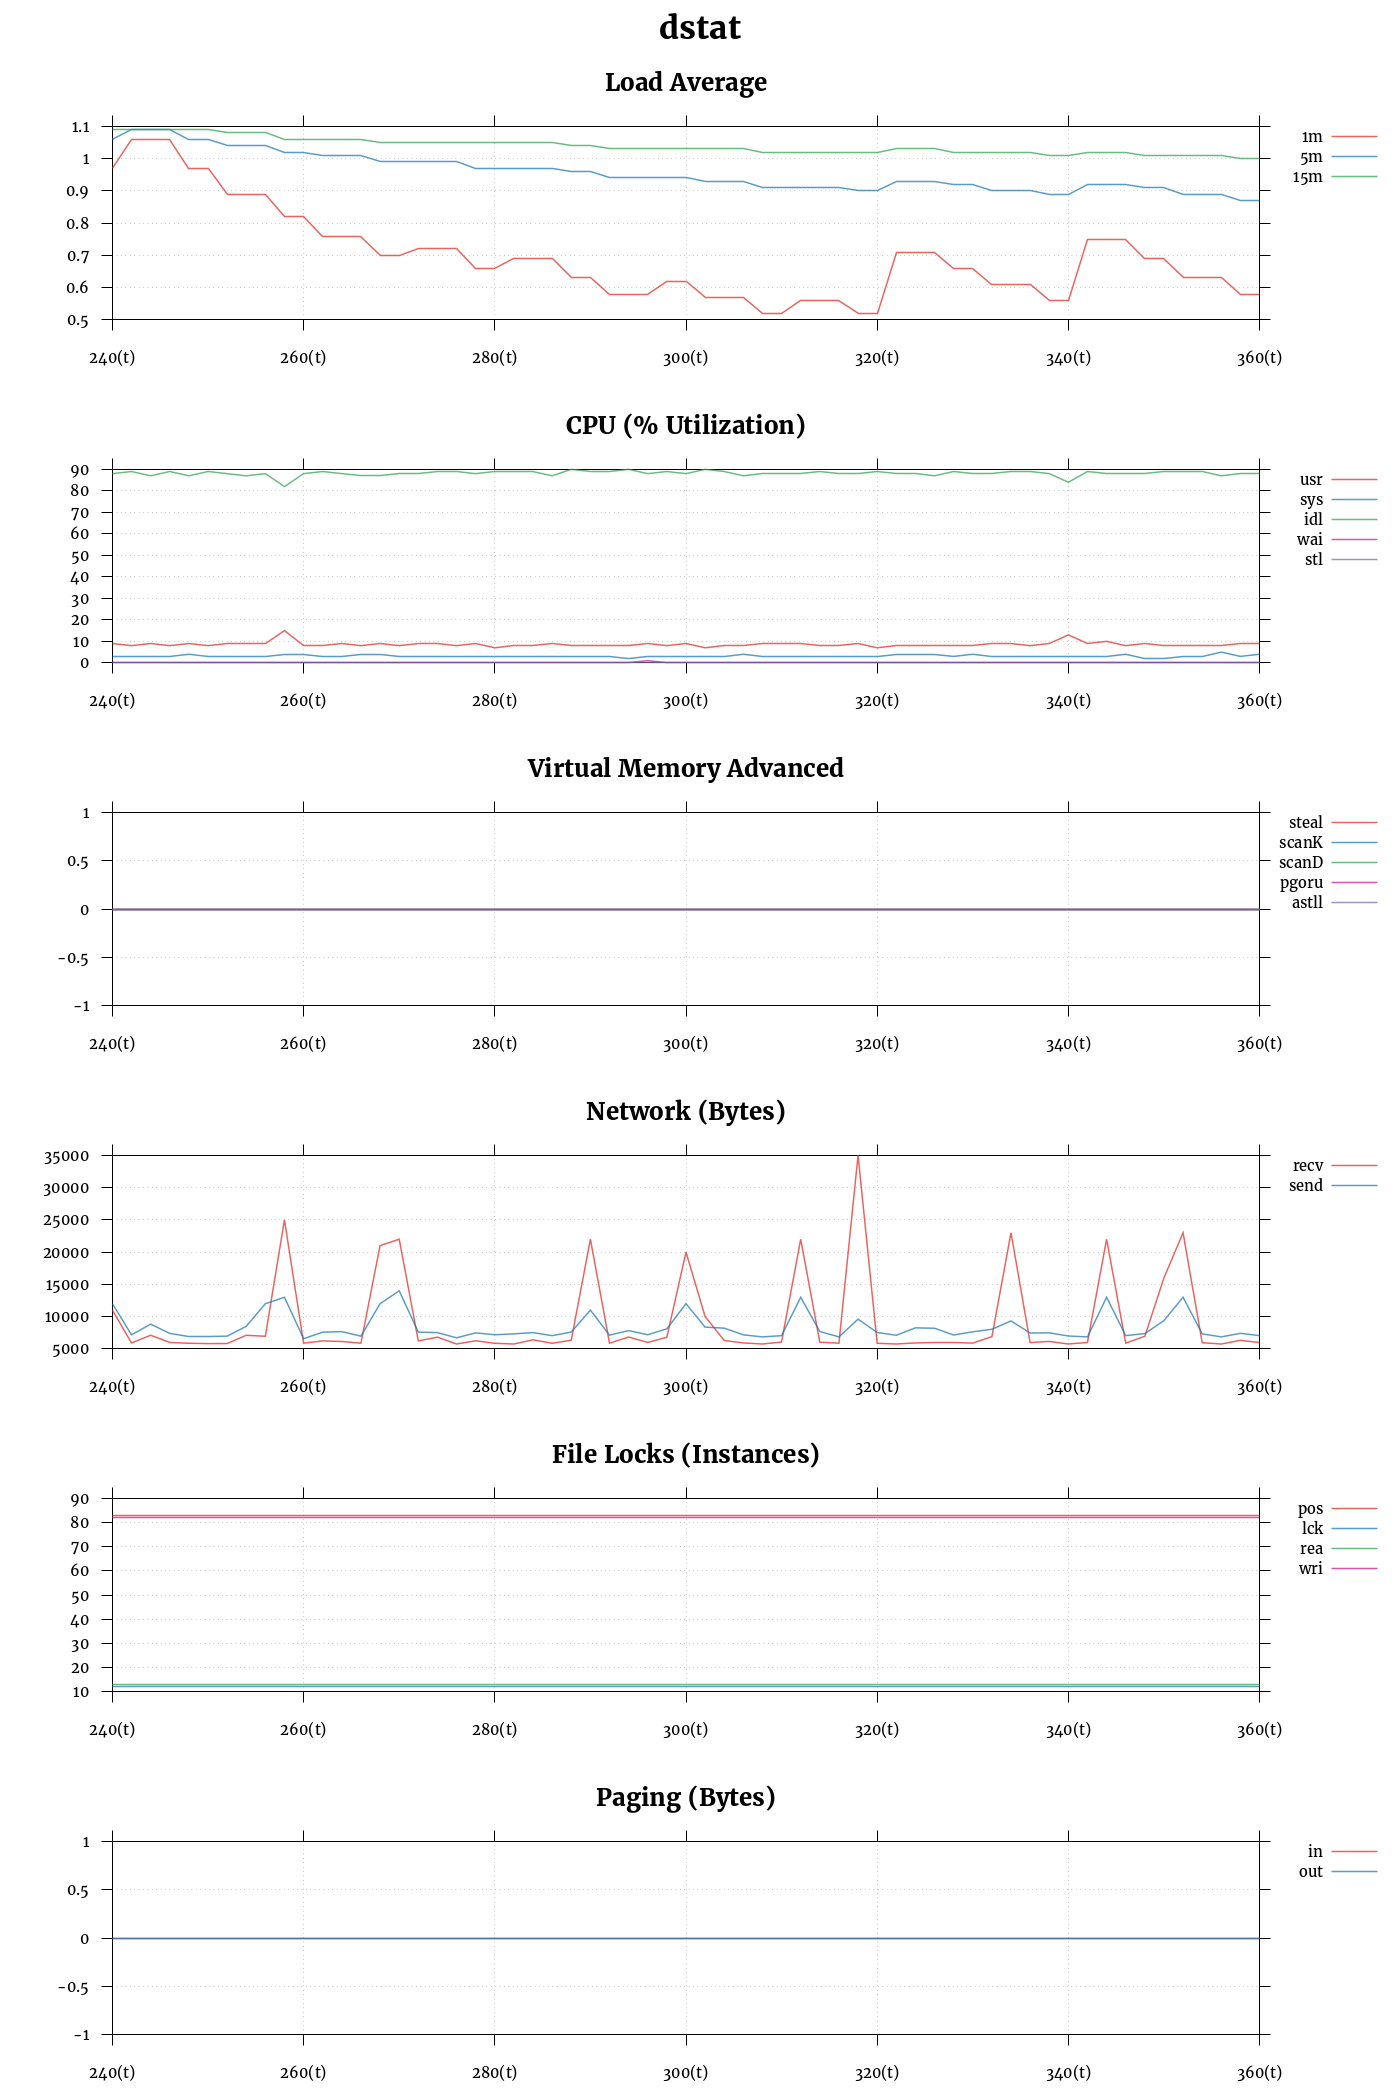 dstat
Load Average
1.1
1
0.9
0.8
0.7
0.6
0.5
240(t) 260(t) 280(t) 300(t) 320(t) 340(t) 360(t)
1m
5m
15m
CPU (% Utilization)
90
80
70
60
50
40
30
20
10
0
240(t) 260(t) 280(t) 300(t) 320(t) 340(t) 360(t)
usr
sys
idl
wai
stl
Virtual Memory Advanced
1
0.5
0
-0.5
-1
240(t) 260(t) 280(t) 300(t) 320(t) 340(t) 360(t)
steal
scanK
scanD
pgoru
astll
Network (Bytes)
35000
30000
25000
20000
15000
10000
5000
240(t) 260(t) 280(t) 300(t) 320(t) 340(t) 360(t)
recv
send
File Locks (Instances)
90
80
70
60
50
40
30
20
10
240(t) 260(t) 280(t) 300(t) 320(t) 340(t) 360(t)
pos
lck
rea
wri
Paging (Bytes)
1
0.5
0
-0.5
-1
240(t) 260(t) 280(t) 300(t) 320(t) 340(t) 360(t)
in
out